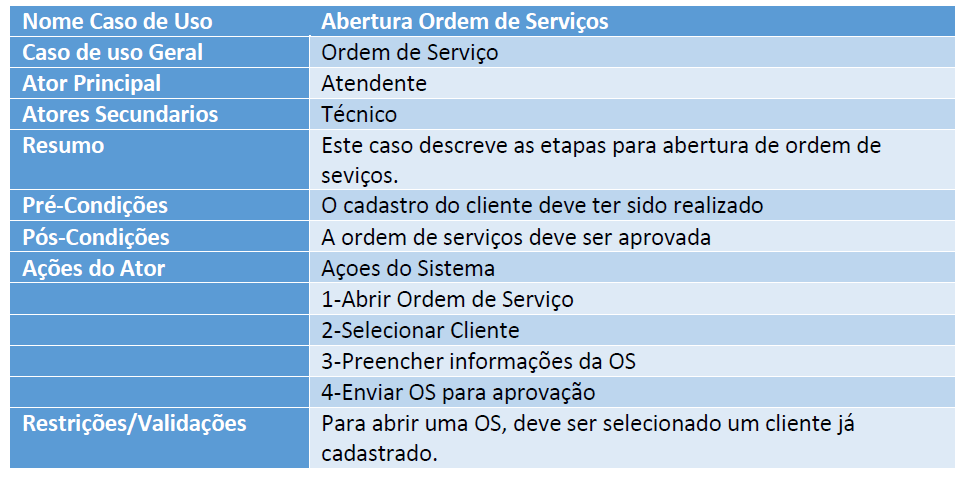 Nome Caso de Uso Abertura Ordem de Serviços
Caso de uso Geral Ordem de Serviço
Ator Principal Atendente
Atores Secundarios Técnico
Resumo Este caso descreve as etapas para abertura de ordem de
seviços.
Pré-Condições O cadastro do cliente deve ter sido realizado
Pós-Condições A ordem de serviços deve ser aprovada
Ações do Ator Açoes do Sistema
1-Abrir Ordem de Serviço
2-Selecionar Cliente
3-Preencher informações da OS
4-Enviar OS para aprovação
Restrições/Validações Para abrir uma OS, deve ser selecionado um cliente já
cadastrado.